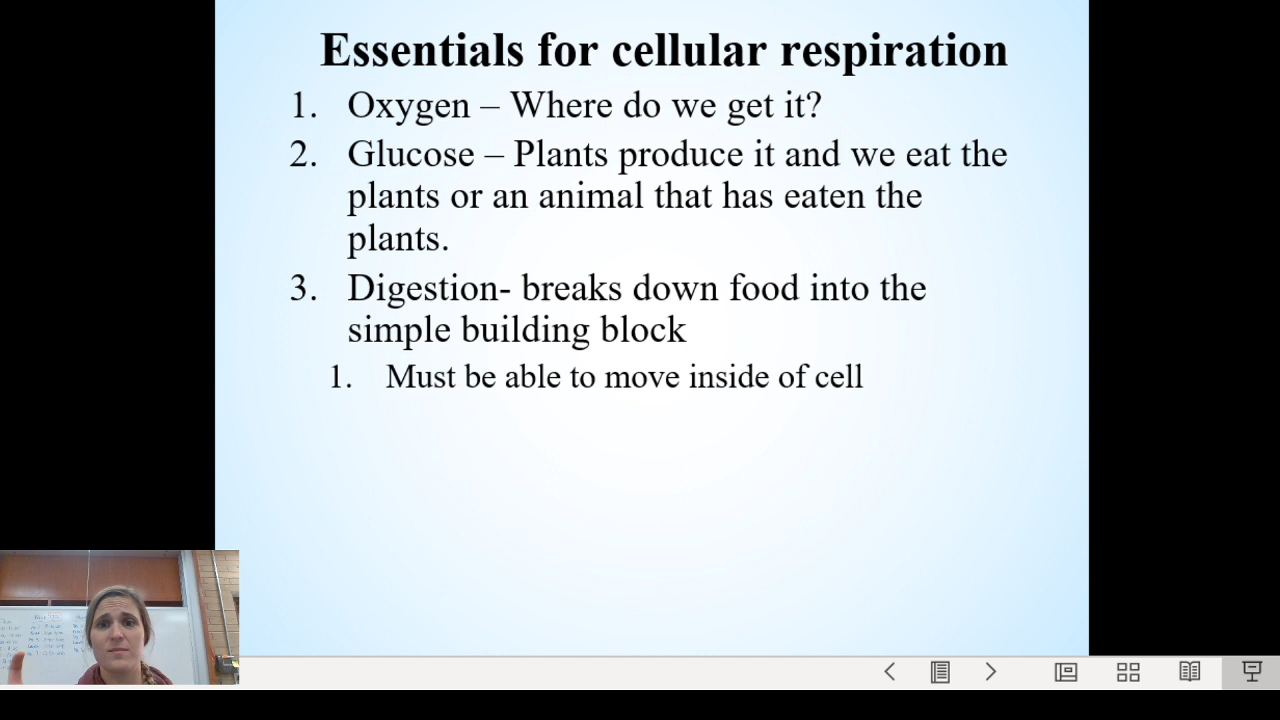 Essentials for cellular respiration
1. Oxygen – Where do we get it?
2. Glucose – Plants produce it and we eat the
plants or an animal that has eaten the
plants.
3. Digestion- breaks down food into the
simple building block
1. Must be able to move inside of cell